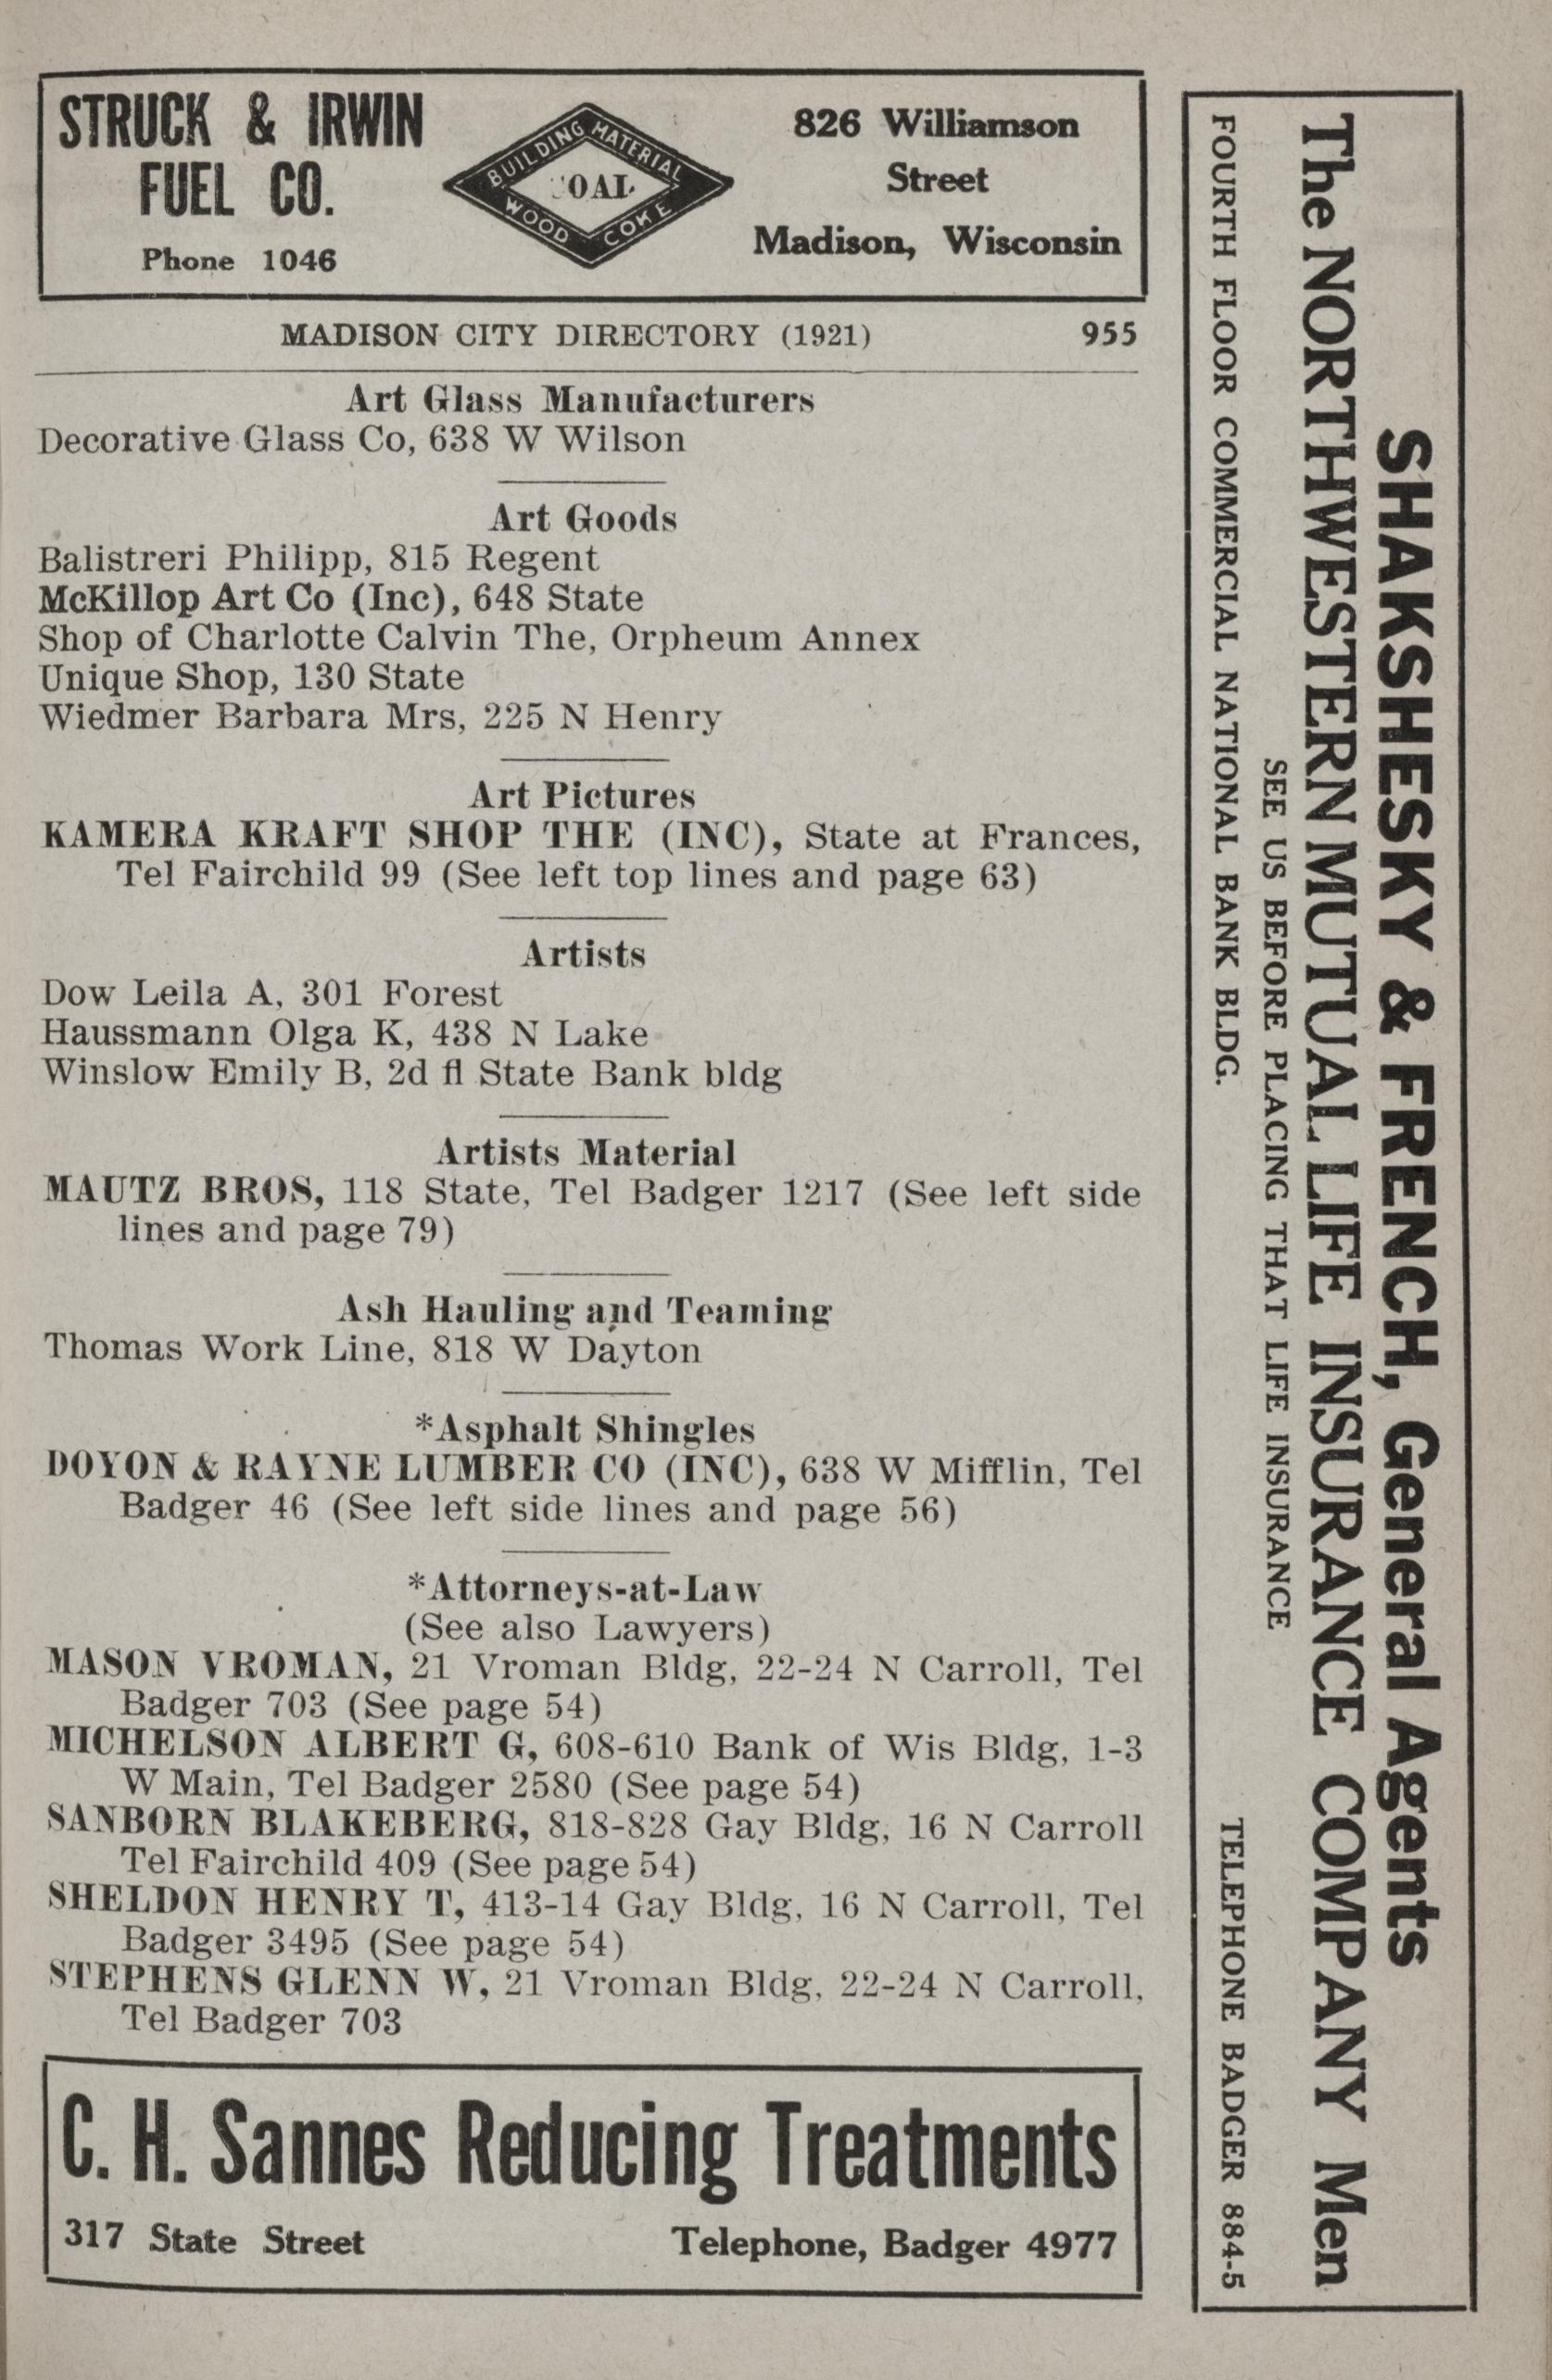 STRUCK & IRWIN
FUEL CO.
Phone 1046
BUILDING MATERIAL
COAL
WOOD COKE
826 Williamson
Street
Madison, Wisconsin
MADISON CITY DIRECTORY (1921) 955
Art Glass Manufacturers
Decorative Glass Co, 638 W Wilson
Art Goods
Balistreri Philipp, 815 Regent
McKillop Art Co (Inc), 648 State
Shop of Charlotte Calvin The, Orpheum Annex
Unique Shop, 130 State
Wiedmer Barbara Mrs, 225 N Henry
Art Pictures
KAMERA KRAFT SHOP THE (INC), State at Frances,
Tel Fairchild 99 (See left top lines and page 63)
Artists
Dow Leila A, 301 Forest
Haussmann Olga K, 438 N Lake
Winslow Emily B, 2d fl State Bank bldg
Artists Material
MAUTZ BROS, 118 State, Tel Badger 1217 (See left side
lines and page 79)
Ash Hauling and Teaming
Thomas Work Line, 818 W Dayton
*Asphalt Shingles
DOYON & RAYNE LUMBER CO (INC), 638 W Mifflin, Tel
Badger 46 (See left side lines and page 56)
*Attorneys-at-Law
(See also Lawyers)
MASON VROMAN, 21 Vroman Bldg, 22-24 N Carroll, Tel
Badger 703 (See page 54)
MICHELSON ALBERT G, 608-610 Bank of Wis Bldg, 1-3
W Main, Tel Badger 2580 (See page 54)
SANBORN BLAKEBERG, 818-828 Gay Bldg, 16 N Carroll
Tel Fairchild 409 (See page 54)
SHELDON HENRY T, 413-14 Gay Bldg, 16 N Carroll, Tel
Badger 3495 (See page 54)
STEPHENS GLENN W, 21 Vroman Bldg, 22-24 N Carroll,
Tel Badger 703
C. H. Sannes Reducing Treatments
317 State Street Telephone, Badger 4977
SHAKSHESKY & FRENCH, General Agents
The NORTHWESTERN MUTUAL LIFE INSURANCE COMPANY Men
SEE US BEFORE PLACING THAT LIFE INSURANCE
FOURTH FLOOR COMMERCIAL NATIONAL BANK BLDG. TELEPHONE BADGER 884-5